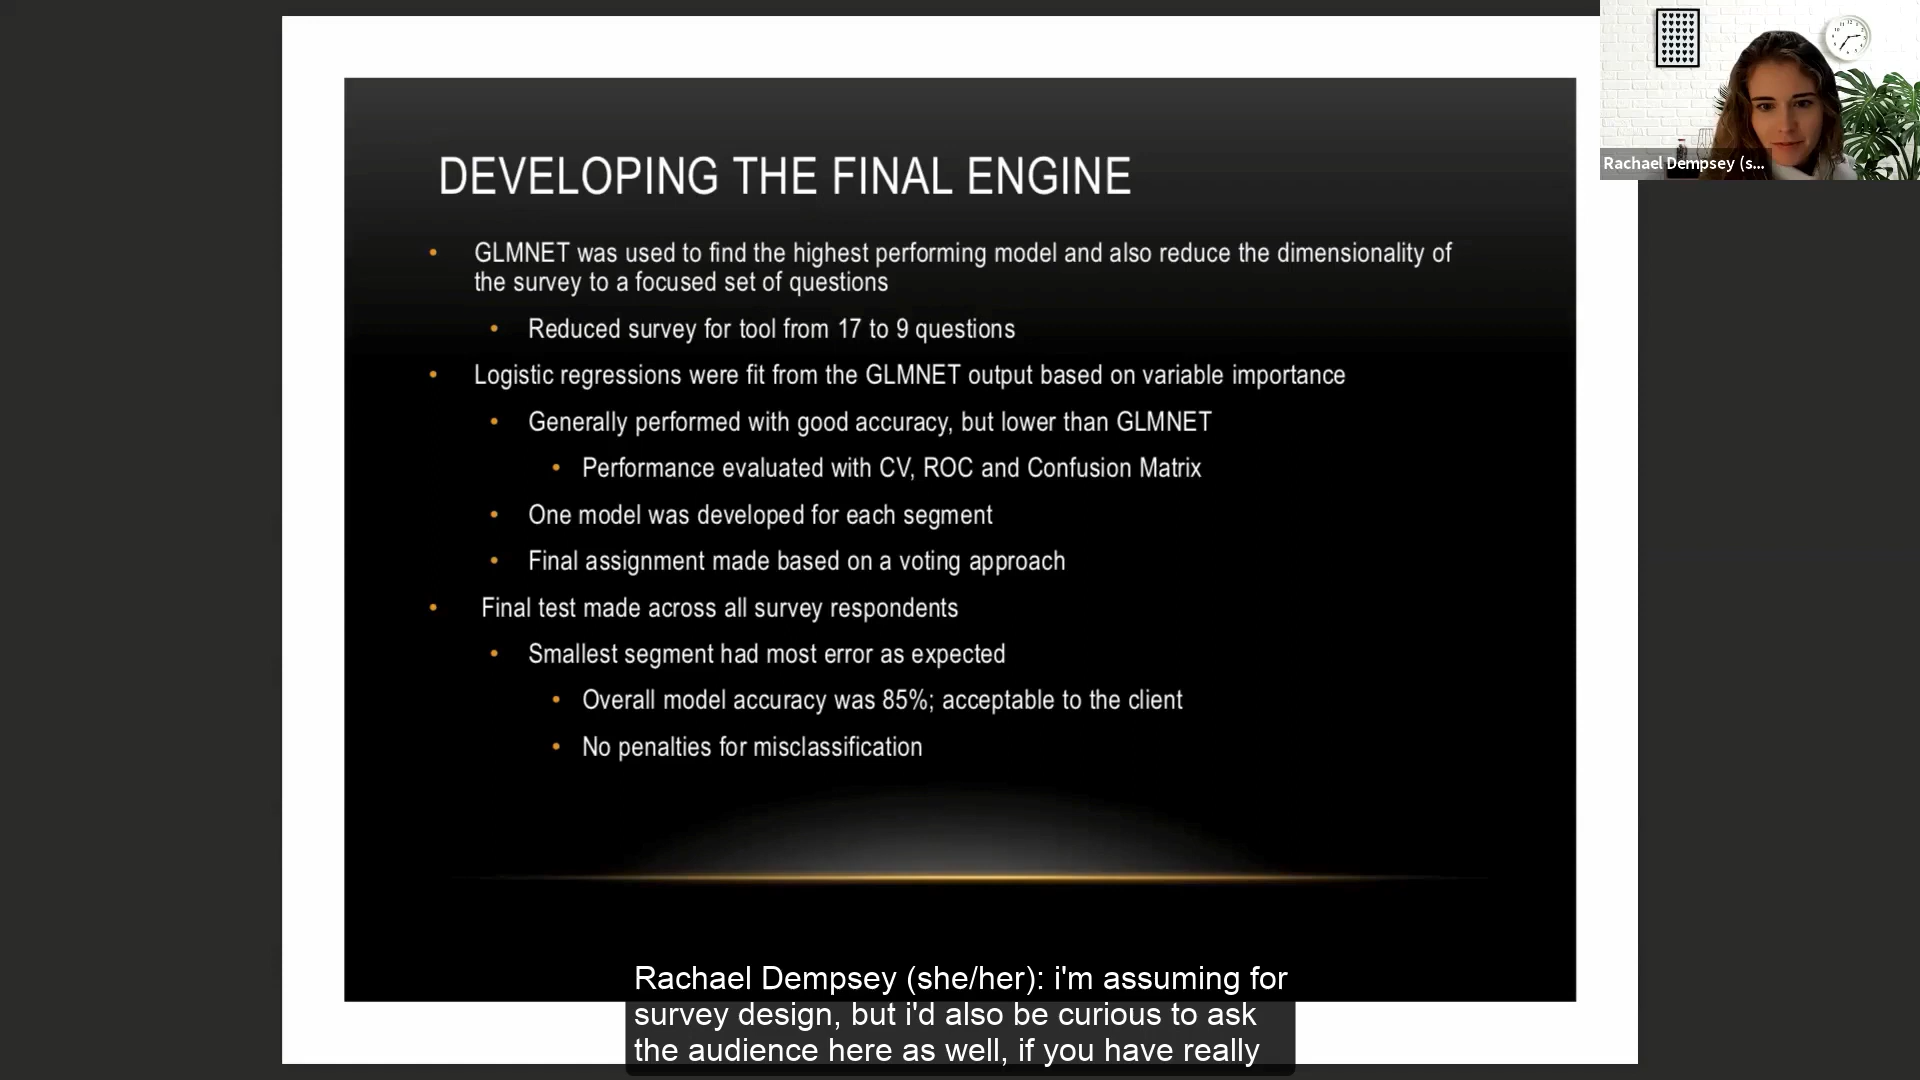 DEVELOPING THE FINAL ENGINE
• GLMNET was used to find the highest performing model and also reduce the dimensionality of
the survey to a focused set of questions
• Reduced survey for tool from 17 to 9 questions
• Logistic regressions were fit from the GLMNET output based on variable importance
• Generally performed with good accuracy, but lower than GLMNET
• Performance evaluated with CV, ROC and Confusion Matrix
• One model was developed for each segment
• Final assignment made based on a voting approach
• Final test made across all survey respondents
• Smallest segment had most error as expected
• Overall model accuracy was 85%; acceptable to the client
• No penalties for misclassification
Rachael Dempsey (s...
Rachael Dempsey (she/her): i'm assuming for
survey design, but i'd also be curious to ask
the audience here as well, if you have really